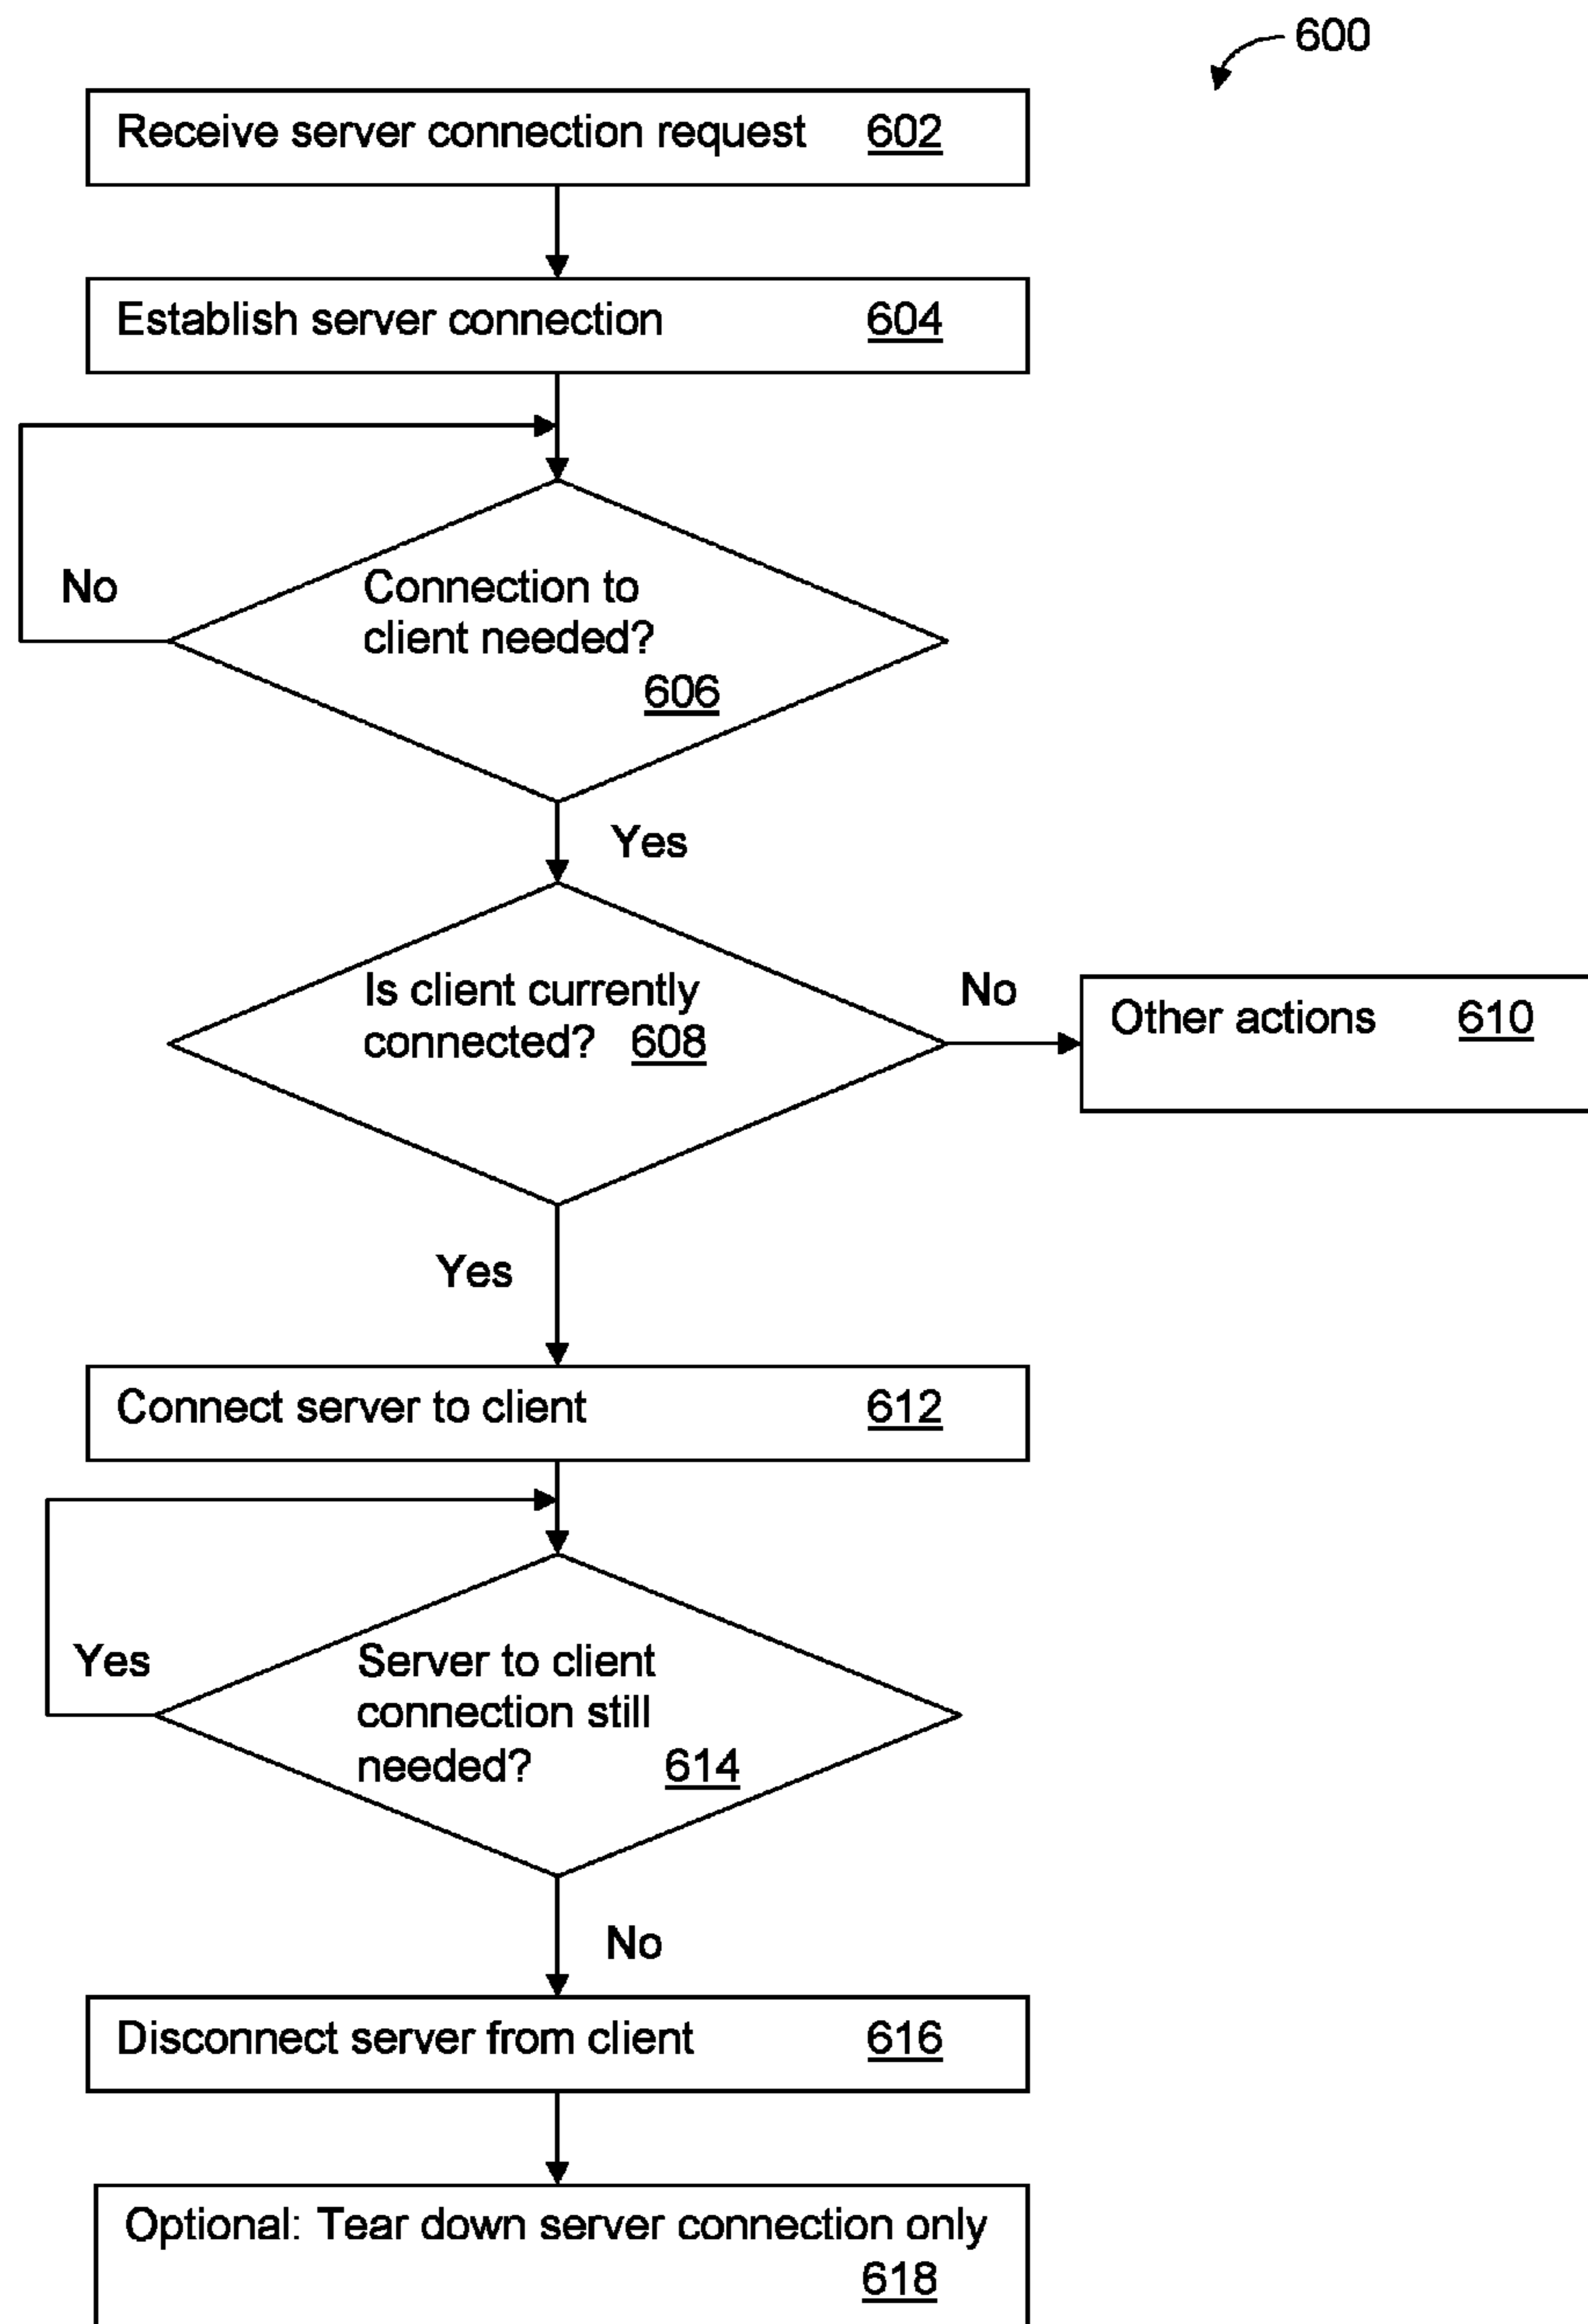 600
Receive server connection request 602
Establish server connection 604
No
Connection to
client needed?
606
Yes
Is client currently
connected? 608
No
Other actions 610
Yes
Connect server to client 612
Yes
Server to client
connection still
needed? 614
No
Disconnect server from client 616
Optional: Tear down server connection only
618